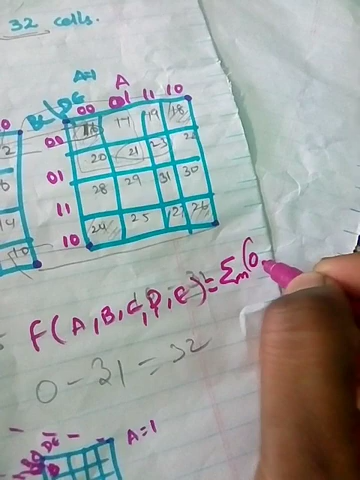 32 cells.
A=1
A
BC DE 00 01 11 10
00 16 17 19 18
01 20 21 23 22
11 28 29 31 30
10 24 25 27 26
F(A,B,C,D,E) = Σm(0
0 - 31 = 32
DE A=1